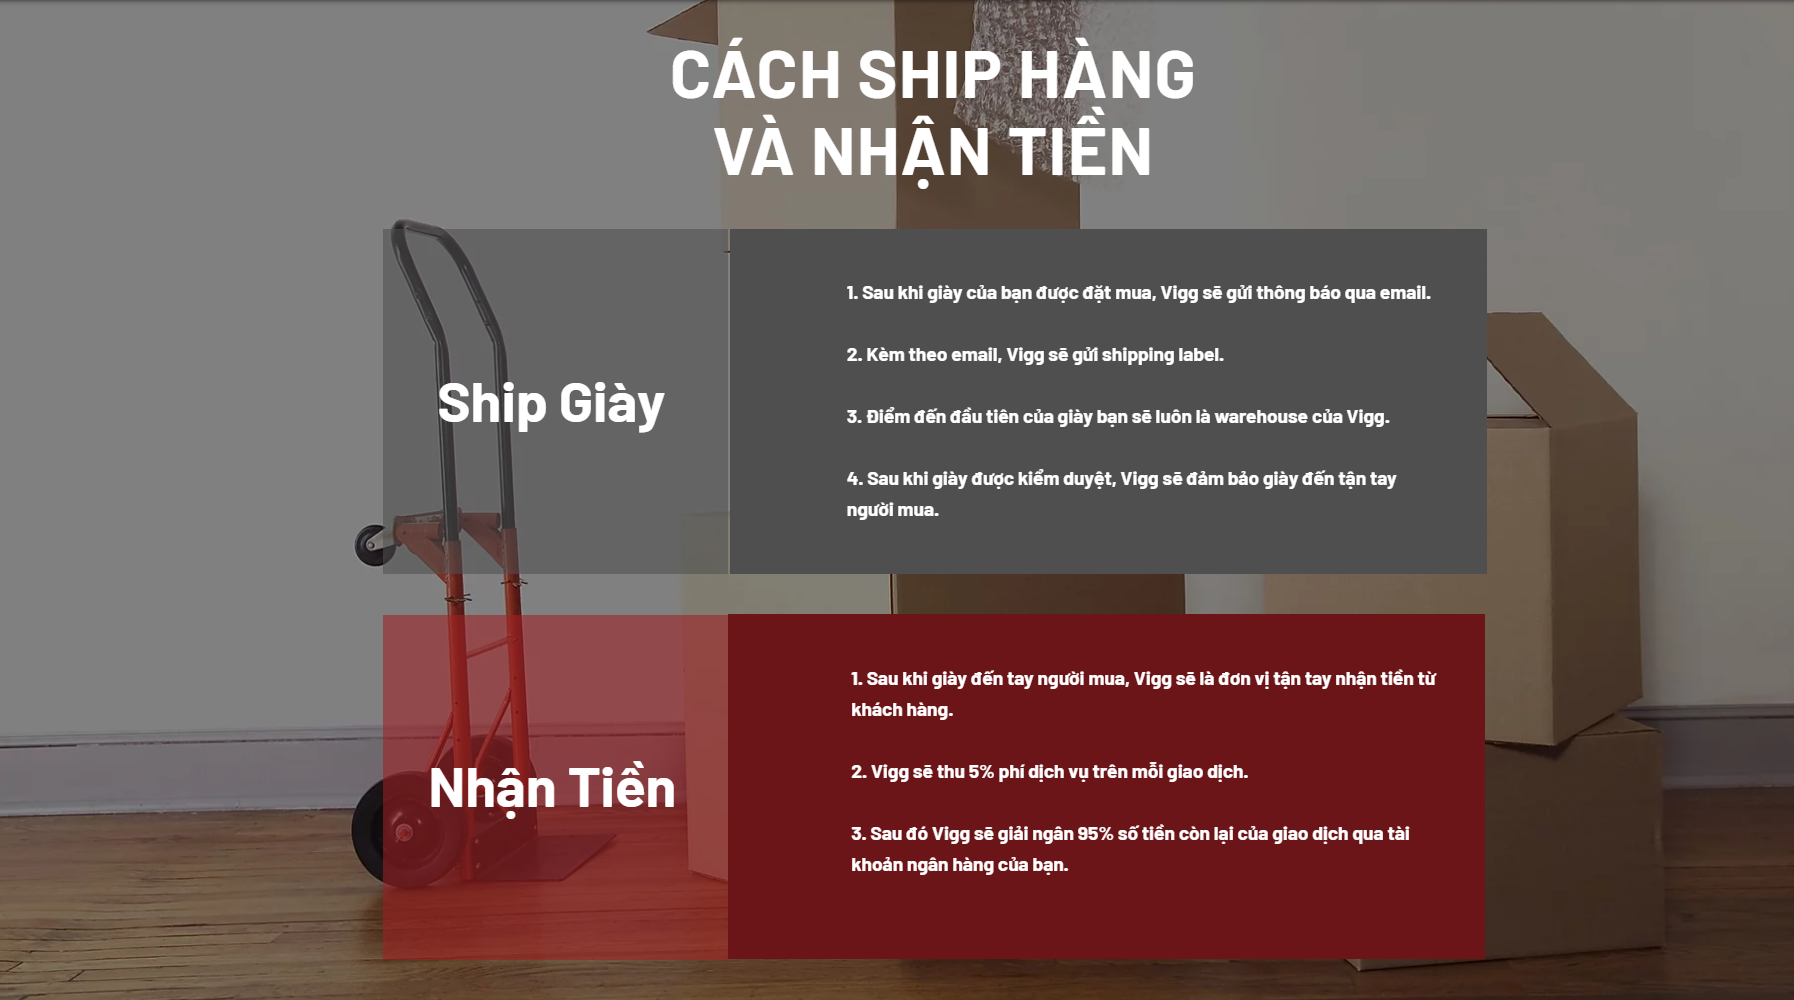 CÁCH SHIP HÀNG
VÀ NHẬN TIỀN
Ship Giày
1. Sau khi giày của bạn được đặt mua, Vigg sẽ gửi thông báo qua email.
2. Kèm theo email, Vigg sẽ gửi shipping label.
3. Điểm đến đầu tiên của giày bạn sẽ luôn là warehouse của Vigg.
4. Sau khi giày được kiểm duyệt, Vigg sẽ đảm bảo giày đến tận tay
người mua.
Nhận Tiền
1. Sau khi giày đến tay người mua, Vigg sẽ là đơn vị tận tay nhận tiền từ
khách hàng.
2. Vigg sẽ thu 5% phí dịch vụ trên mỗi giao dịch.
3. Sau đó Vigg sẽ giải ngân 95% số tiền còn lại của giao dịch qua tài
khoản ngân hàng của bạn.